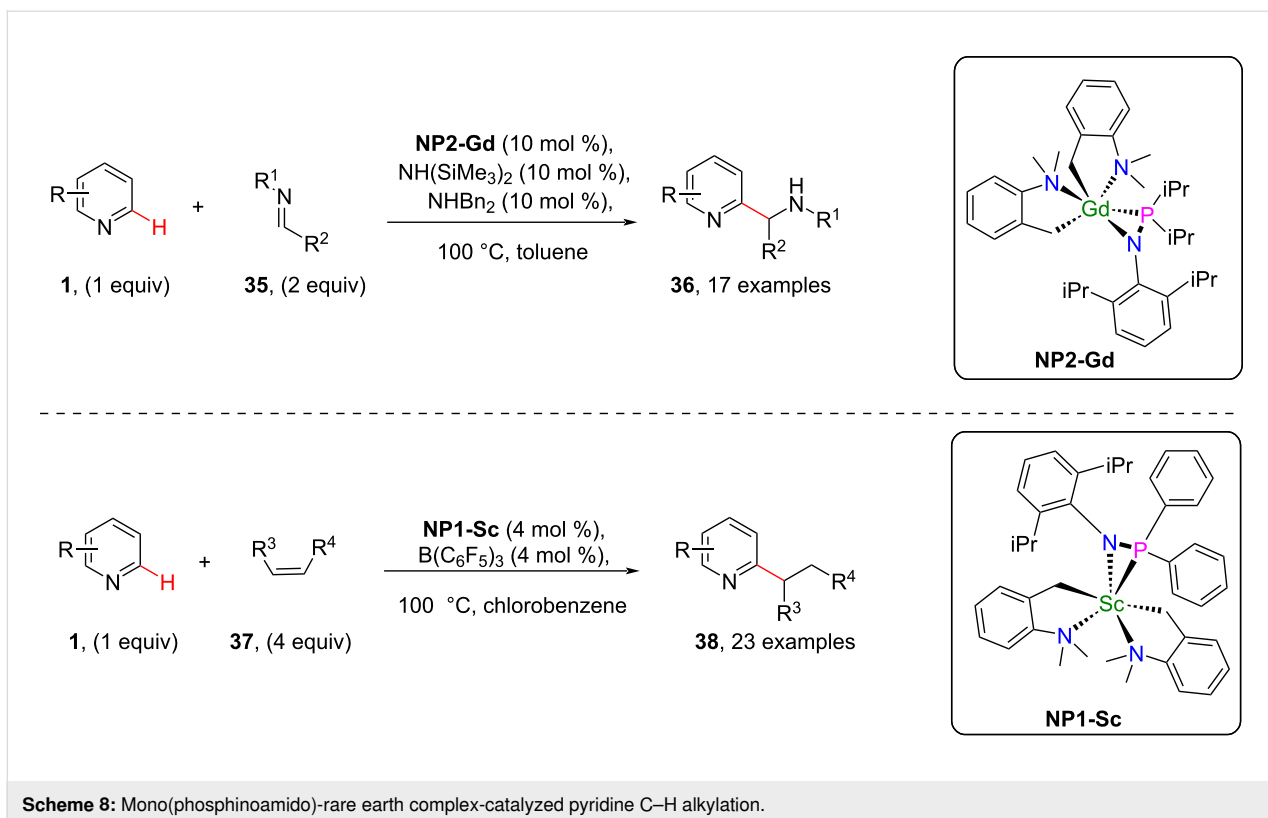 NP2-Gd (10 mol %),
NH(SiMe3)2 (10 mol %),
NHBn2 (10 mol %),
100 °C, toluene
R
N
H
+
R1
N
R2
R
N
H
N
R1
R2
1, (1 equiv)
35, (2 equiv)
36, 17 examples
N
N
Gd
P
iPr
iPr
N
iPr
iPr
NP2-Gd
NP1-Sc (4 mol %),
B(C6F5)3 (4 mol %),
100 °C, chlorobenzene
R
N
H
+
R3
R4
R
N
R4
R3
1, (1 equiv)
37, (4 equiv)
38, 23 examples
iPr
iPr
N
P
Sc
N
N
NP1-Sc
Scheme 8: Mono(phosphinoamido)-rare earth complex-catalyzed pyridine C–H alkylation.